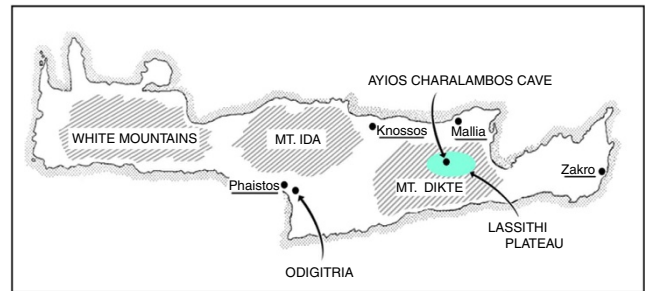 AYIOS CHARALAMBOS CAVE
WHITE MOUNTAINS
MT. IDA
Knossos
Mallia
Zakro
Phaistos
MT. DIKTE
LASSITHI
PLATEAU
ODIGITRIA